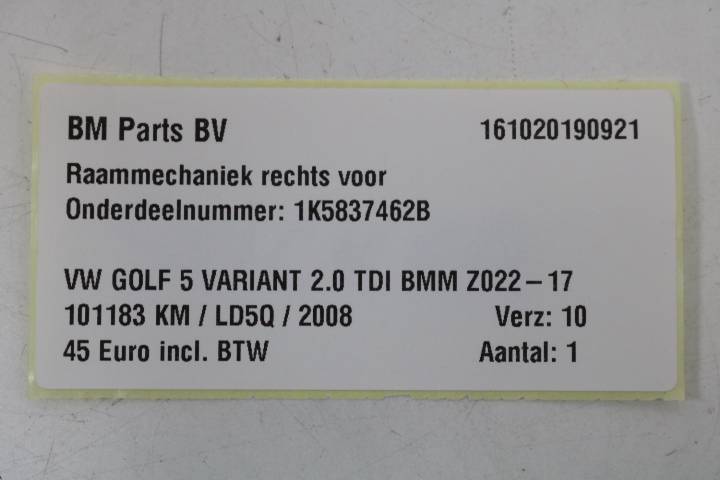 BM Parts BV 161020190921
Raammechaniek rechts voor
Onderdeelnummer: 1K5837462B
VW GOLF 5 VARIANT 2.0 TDI BMM Z022-17
101183 KM / LD5Q / 2008 Verz: 10
45 Euro incl. BTW Aantal: 1